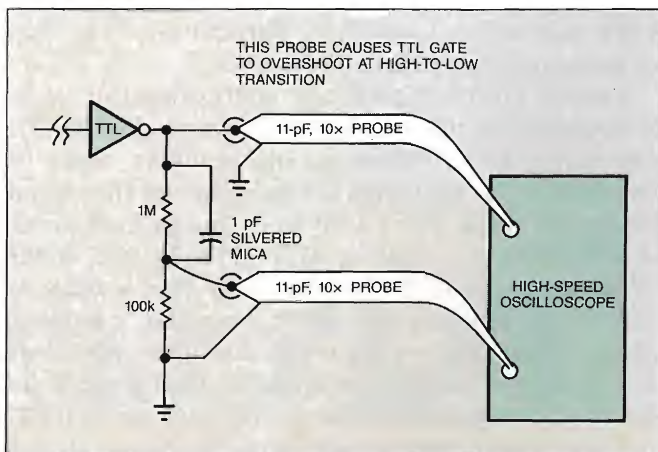 THIS PROBE CAUSES TTL GATE
TO OVERSHOOT AT HIGH-TO-LOW
TRANSITION
TTL
11-pF, 10× PROBE
1M
1 pF
SILVERED
MICA
11-pF, 10× PROBE
100k
HIGH-SPEED
OSCILLOSCOPE